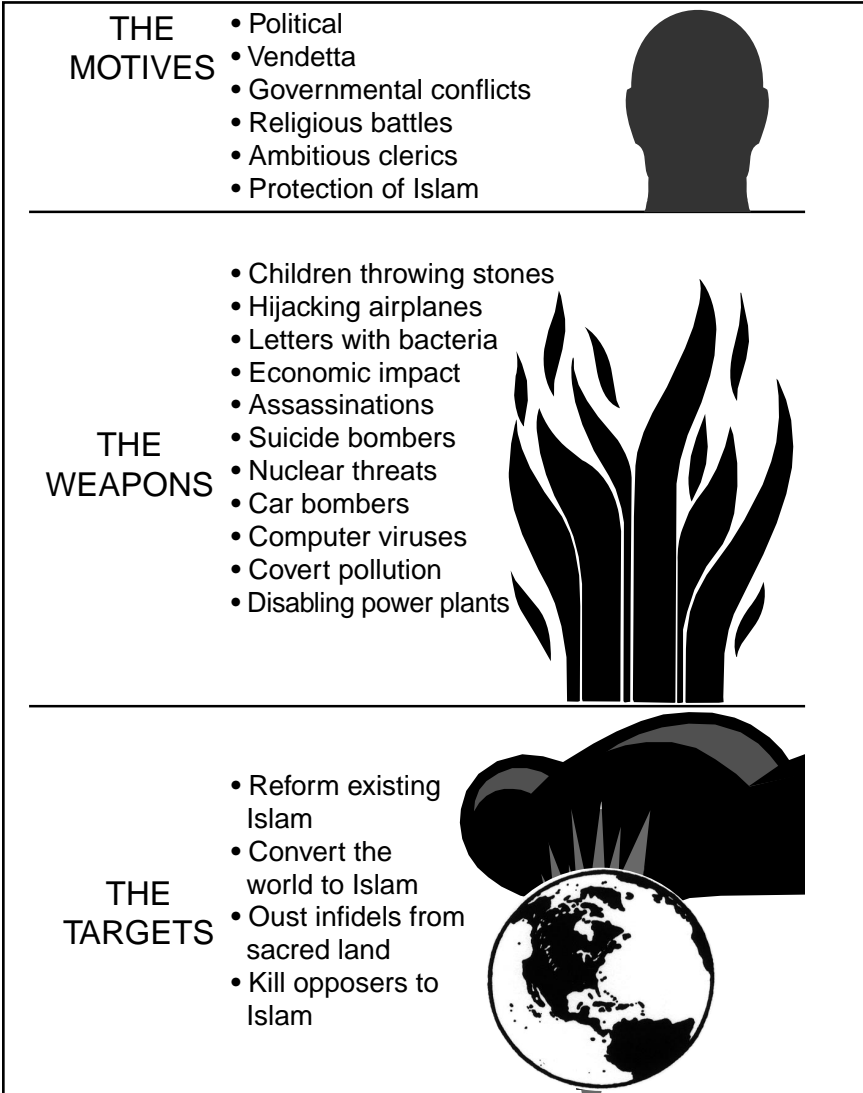 THE
MOTIVES
• Political
• Vendetta
• Governmental conflicts
• Religious battles
• Ambitious clerics
• Protection of Islam
THE
WEAPONS
• Children throwing stones
• Hijacking airplanes
• Letters with bacteria
• Economic impact
• Assassinations
• Suicide bombers
• Nuclear threats
• Car bombers
• Computer viruses
• Covert pollution
• Disabling power plants
THE
TARGETS
• Reform existing
Islam
• Convert the
world to Islam
• Oust infidels from
sacred land
• Kill opposers to
Islam